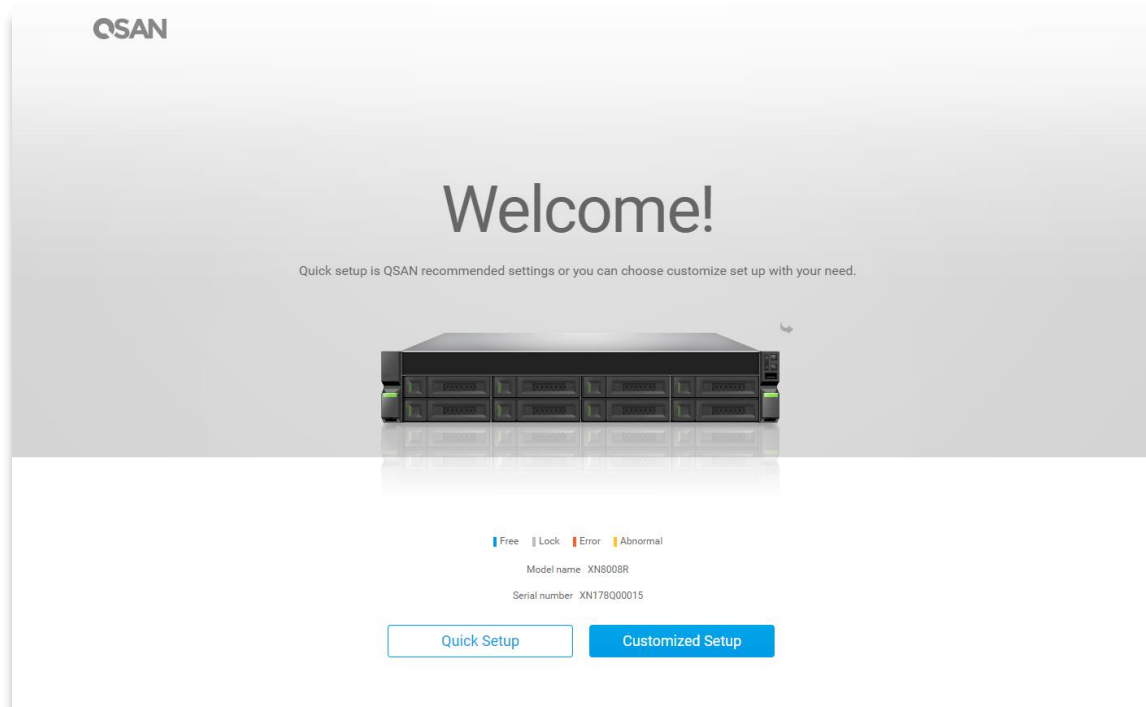 QSAN
Welcome!
Quick setup is QSAN recommended settings or you can choose customize set up with your need.
Free Lock Error Abnormal
Model name XN8008R
Serial number XN178Q00015
Quick Setup Customized Setup